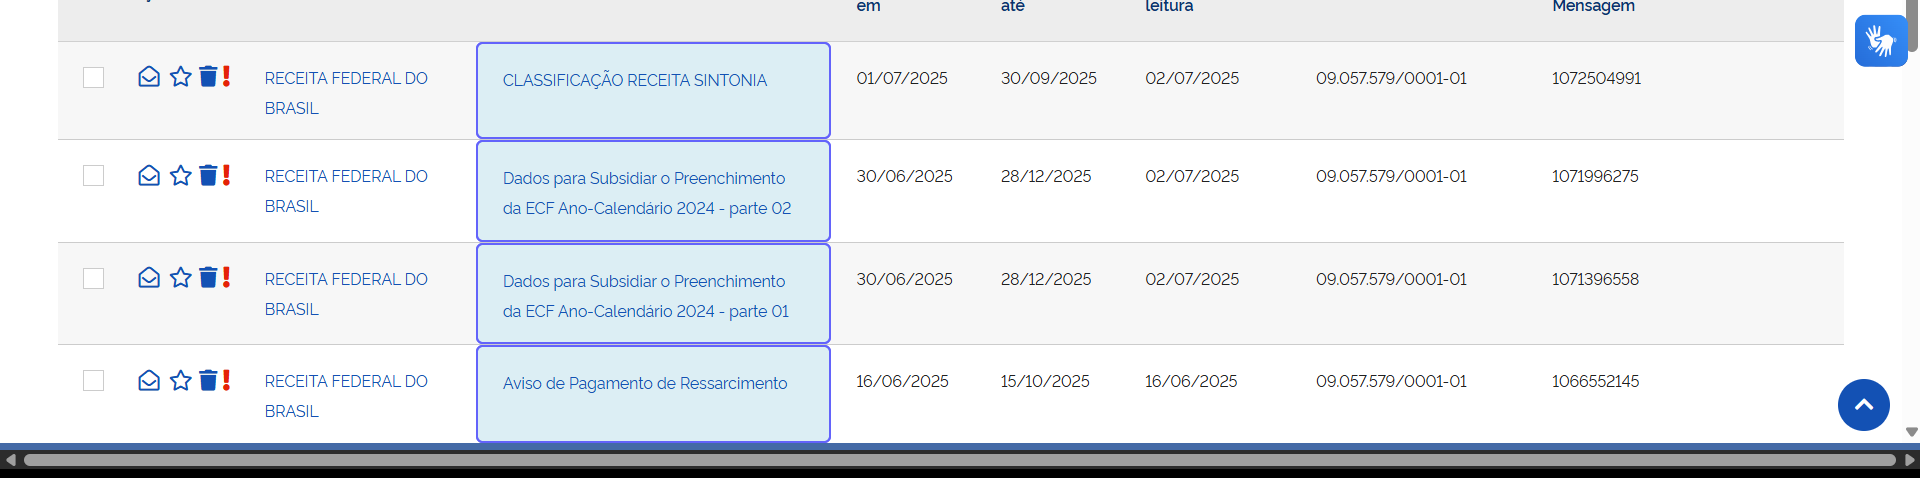 em até leitura Mensagem
RECEITA FEDERAL DO BRASIL CLASSIFICAÇÃO RECEITA SINTONIA 01/07/2025 30/09/2025 02/07/2025 09.057.579/0001-01 1072504991
RECEITA FEDERAL DO BRASIL Dados para Subsidiar o Preenchimento da ECF Ano-Calendário 2024 - parte 02 30/06/2025 28/12/2025 02/07/2025 09.057.579/0001-01 1071996275
RECEITA FEDERAL DO BRASIL Dados para Subsidiar o Preenchimento da ECF Ano-Calendário 2024 - parte 01 30/06/2025 28/12/2025 02/07/2025 09.057.579/0001-01 1071396558
RECEITA FEDERAL DO BRASIL Aviso de Pagamento de Ressarcimento 16/06/2025 15/10/2025 16/06/2025 09.057.579/0001-01 1066552145